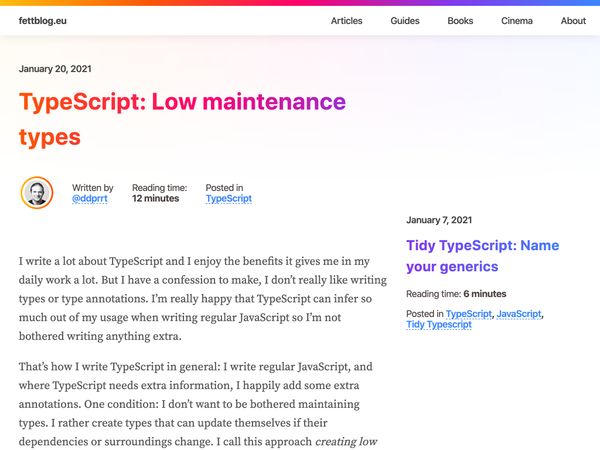 fettblog.eu
Articles
Guides
Books
Cinema
About
January 20, 2021
TypeScript: Low maintenance
types
Written by
@ddprrt
Reading time:
12 minutes
Posted in
TypeScript
I write a lot about TypeScript and I enjoy the benefits it gives me in my
daily work a lot. But I have a confession to make, I don’t really like writing
types or type annotations. I’m really happy that TypeScript can infer so
much out of my usage when writing regular JavaScript so I’m not
bothered writing anything extra.
That’s how I write TypeScript in general: I write regular JavaScript, and
where TypeScript needs extra information, I happily add some extra
annotations. One condition: I don’t want to be bothered maintaining
types. I rather create types that can update themselves if their
dependencies or surroundings change. I call this approach creating low
January 7, 2021
Tidy TypeScript: Name
your generics
Reading time: 6 minutes
Posted in TypeScript, JavaScript,
Tidy Typescript